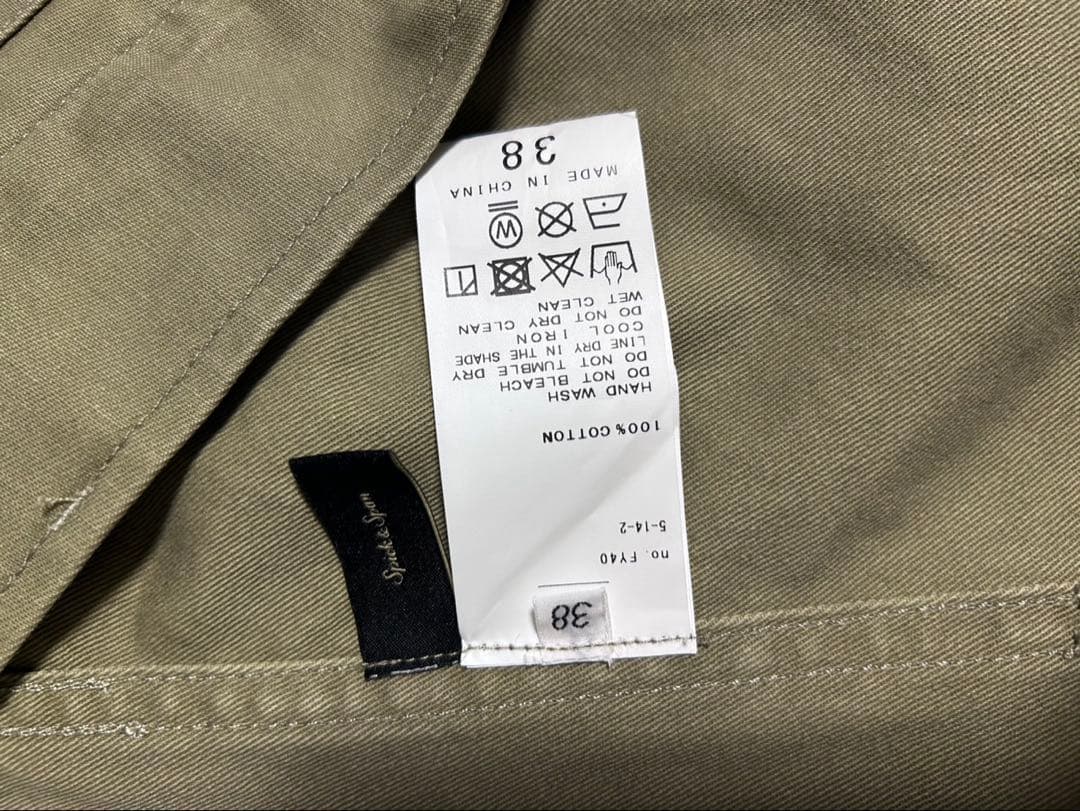 38
no. FY40
5-14-2
100% COTTON
HAND WASH
DO NOT BLEACH
DO NOT TUMBLE DRY
LINE DRY IN THE SHADE
COOL IRON
DO NOT DRY CLEAN
WET CLEAN
W
MADE IN CHINA
38
Spick & Span